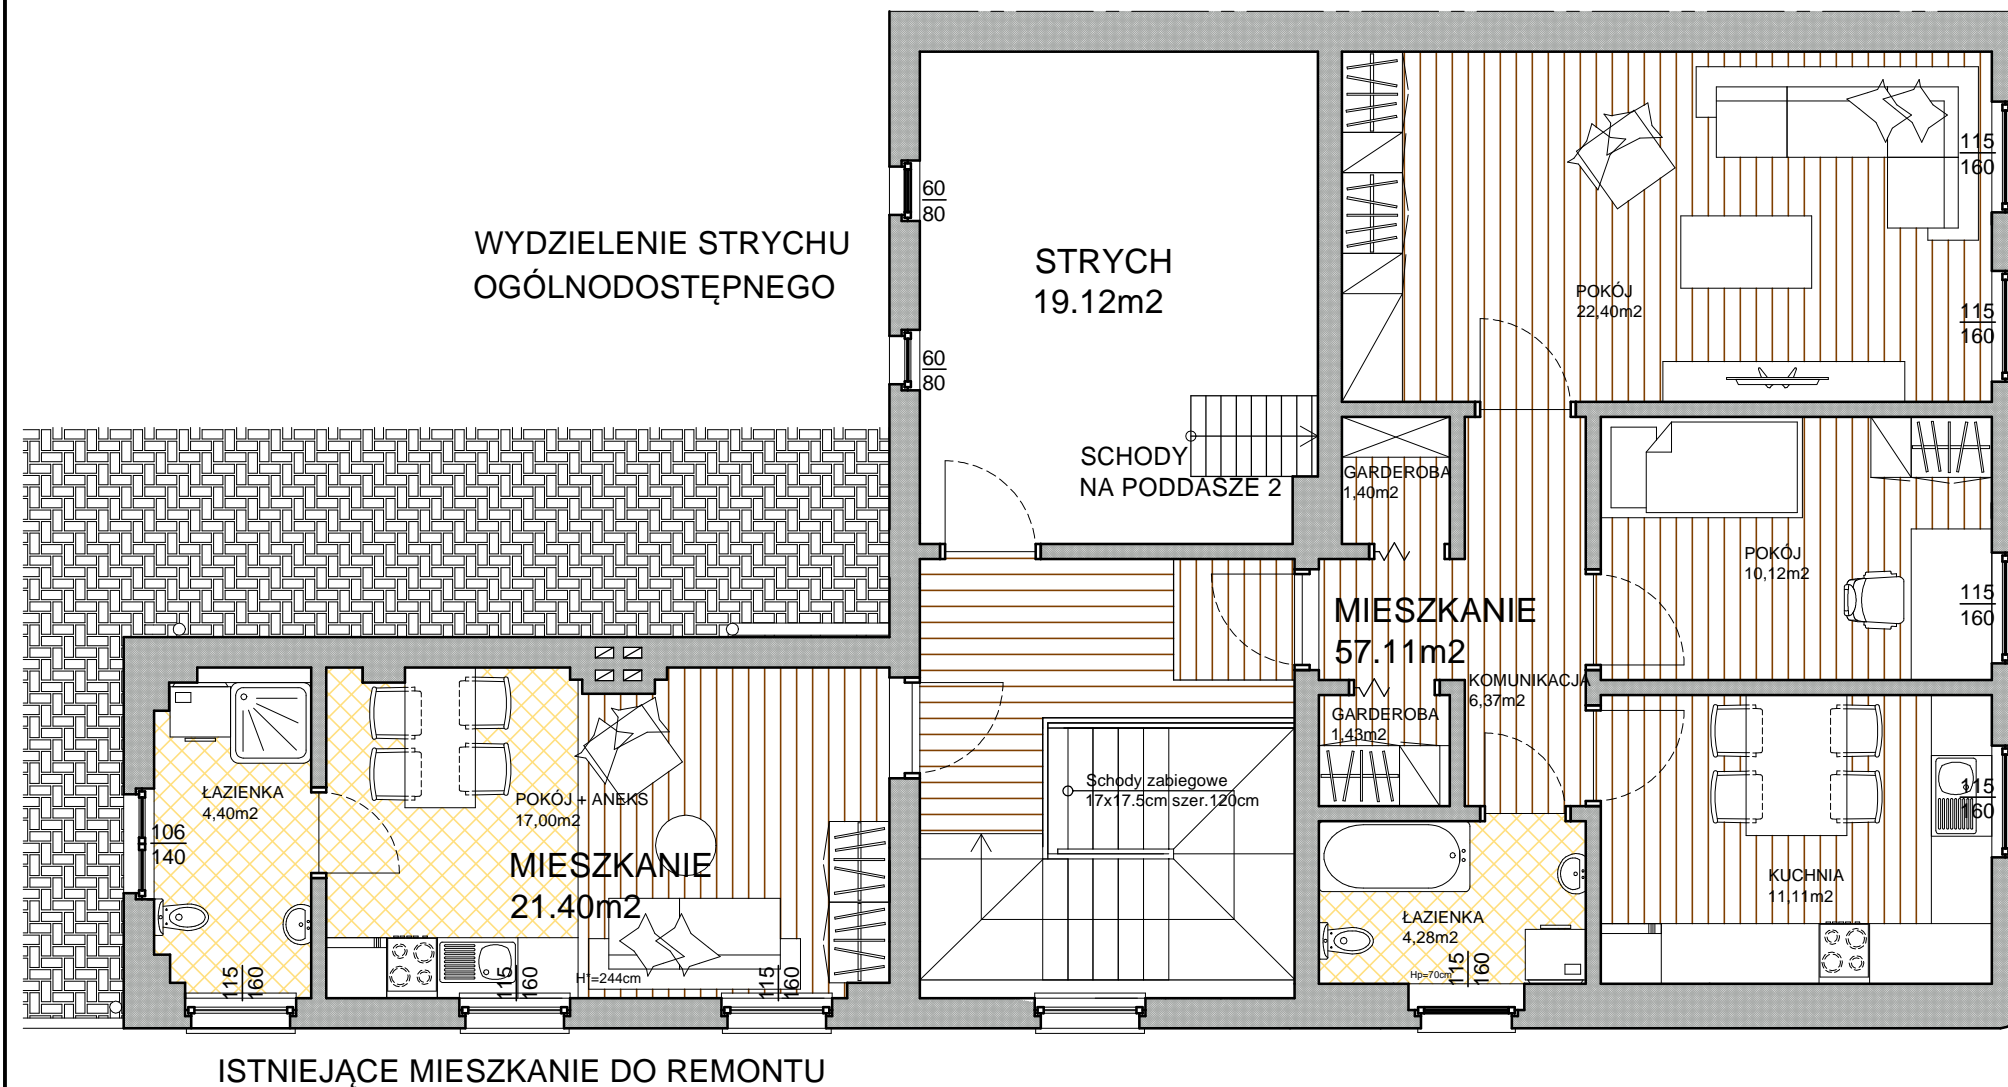 WYDZIELENIE STRYCHU
OGÓLNODOSTĘPNEGO
60
80
60
80
STRYCH
19.12m2
SCHODY
NA PODDASZE 2
POKÓJ
22,40m2
115
160
115
160
GARDEROBA
1,40m2
POKÓJ
10,12m2
115
160
MIESZKANIE
57.11m2
KOMUNIKACJA
6,37m2
GARDEROBA
1,43m2
Schody zabiegowe
17x17.5cm szer.120cm
ŁAZIENKA
4,40m2
106
140
POKÓJ + ANEKS
17,00m2
MIESZKANIE
21.40m2
115
160
115
160
H=244cm
115
160
ŁAZIENKA
4,28m2
Hp=70cm
115
160
KUCHNIA
11,11m2
115
160
ISTNIEJĄCE MIESZKANIE DO REMONTU